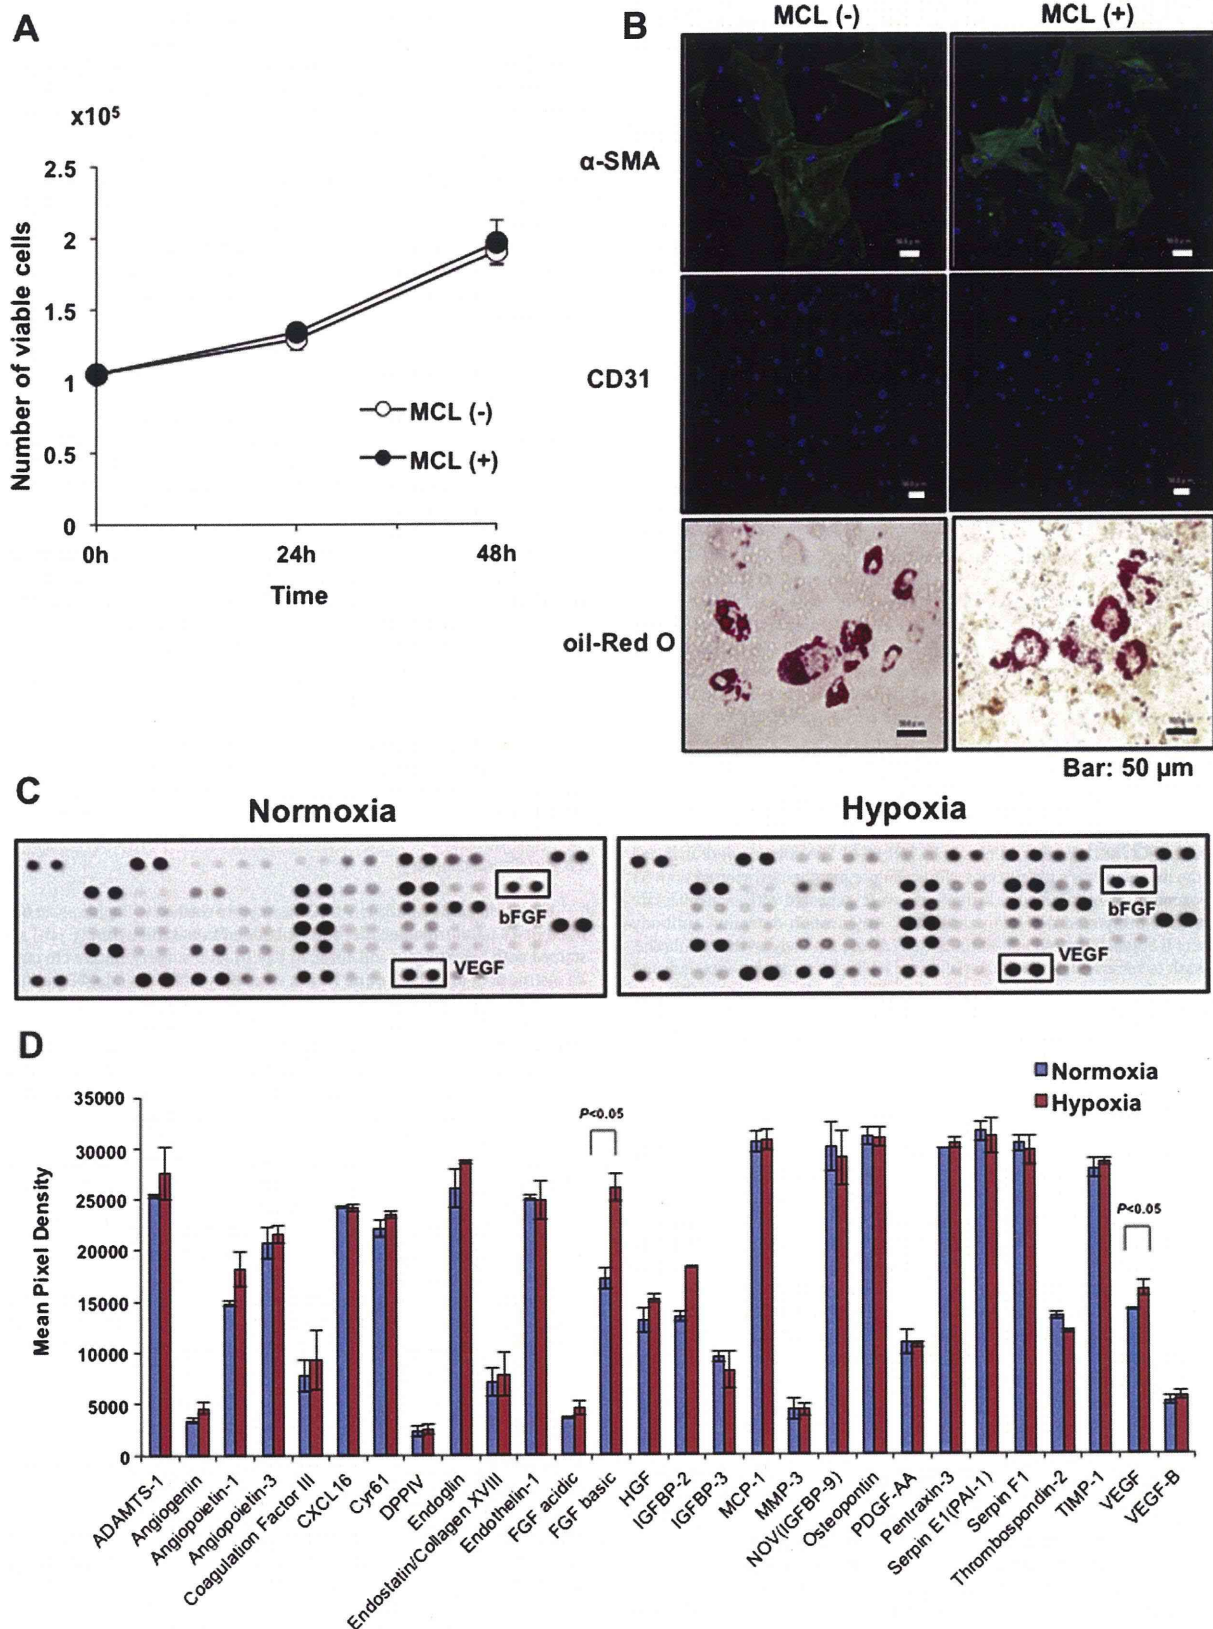 A
x10⁵
2.5
2
1.5
1
0.5
0
Number of viable cells
0h
24h
48h
Time
MCL (-)
MCL (+)
B
MCL (-)
MCL (+)
α-SMA
CD31
oil-Red O
Bar: 50 µm
C
Normoxia
Hypoxia
bFGF
VEGF
bFGF
VEGF
D
Normoxia
Hypoxia
Mean Pixel Density
35000
30000
25000
20000
15000
10000
5000
0
P<0.05
P<0.05
ADAMTS-1
Angiogenin
Angiopoielin-1
Angiopoielin-3
Coagulation Factor III
CXCL16
Cyr61
DPPIV
Endoglin
Endostatin/Collagen XVIII
Endothelin-1
FGF acidic
FGF basic
HGF
IGFBP-2
IGFBP-3
MCP-1
MMP-3
NOV(IGFBP-9)
Osteopontin
PDGF-AA
Pentraxin-3
Serpin E1(PAI-1)
Serpin F1
Thrombospondin-2
TIMP-1
VEGF
VEGF-B